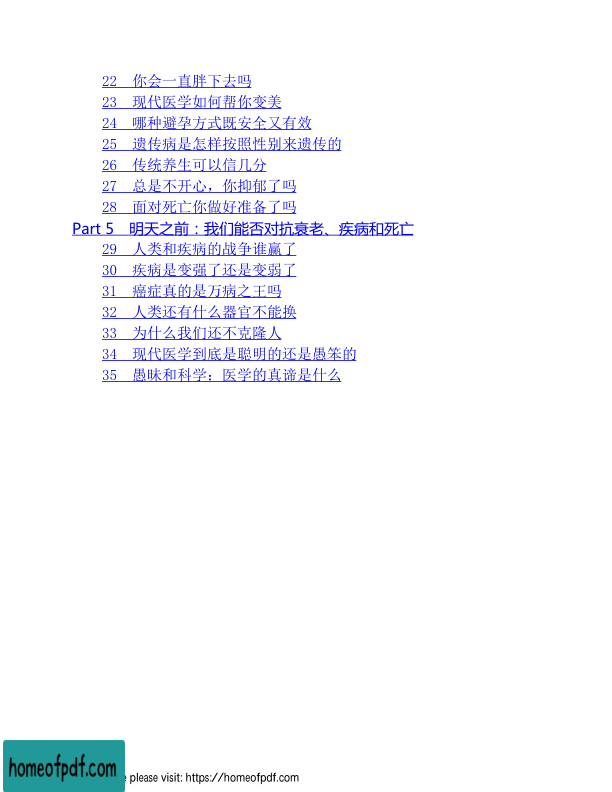 22 你会一直胖下去吗
23 现代医学如何帮你变美
24 哪种避孕方式既安全又有效
25 遗传病是怎样按照性别来遗传的
26 传统养生可以信几分
27 总是不开心，你抑郁了吗
28 面对死亡你做好准备了吗
Part 5 明天之前：我们能否对抗衰老、疾病和死亡
29 人类和疾病的战争谁赢了
30 疾病是变强了还是变弱了
31 癌症真的是万病之王吗
32 人类还有什么器官不能换
33 为什么我们还不克隆人
34 现代医学到底是聪明的还是愚笨的
35 愚昧和科学：医学的真谛是什么
homeofpdf.com
please visit: https://homeofpdf.com